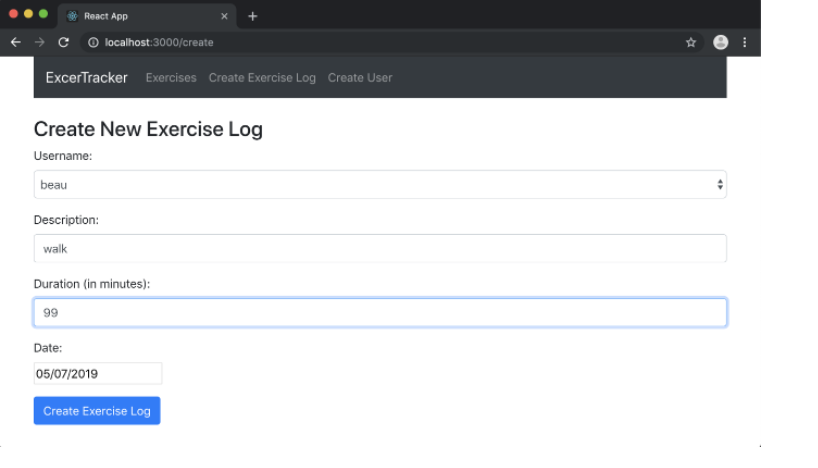 React App
localhost:3000/create
ExcerTracker Exercises Create Exercise Log Create User
Create New Exercise Log
Username:
beau
Description:
walk
Duration (in minutes):
99
Date:
05/07/2019
Create Exercise Log